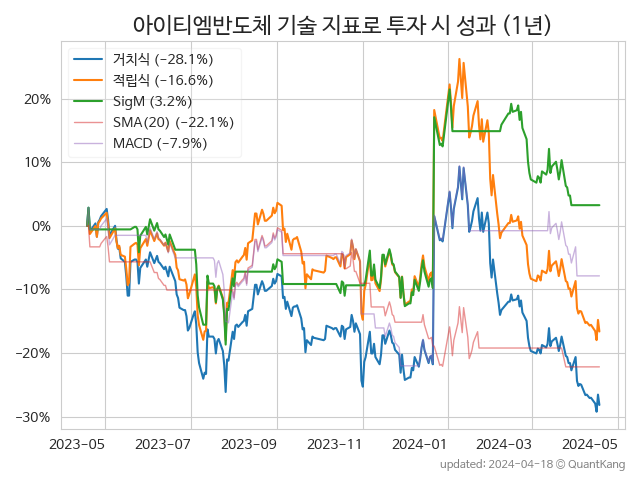 아이티엠반도체 기술 지표로 투자 시 성과 (1년)
거치식 (−28.1%)
적립식 (−16.6%)
SigM (3.2%)
SMA(20) (−22.1%)
MACD (−7.9%)
20%
10%
0%
−10%
−20%
−30%
2023-05 2023-07 2023-09 2023-11 2024-01 2024-03 2024-05
updated: 2024-04-18 © QuantKang